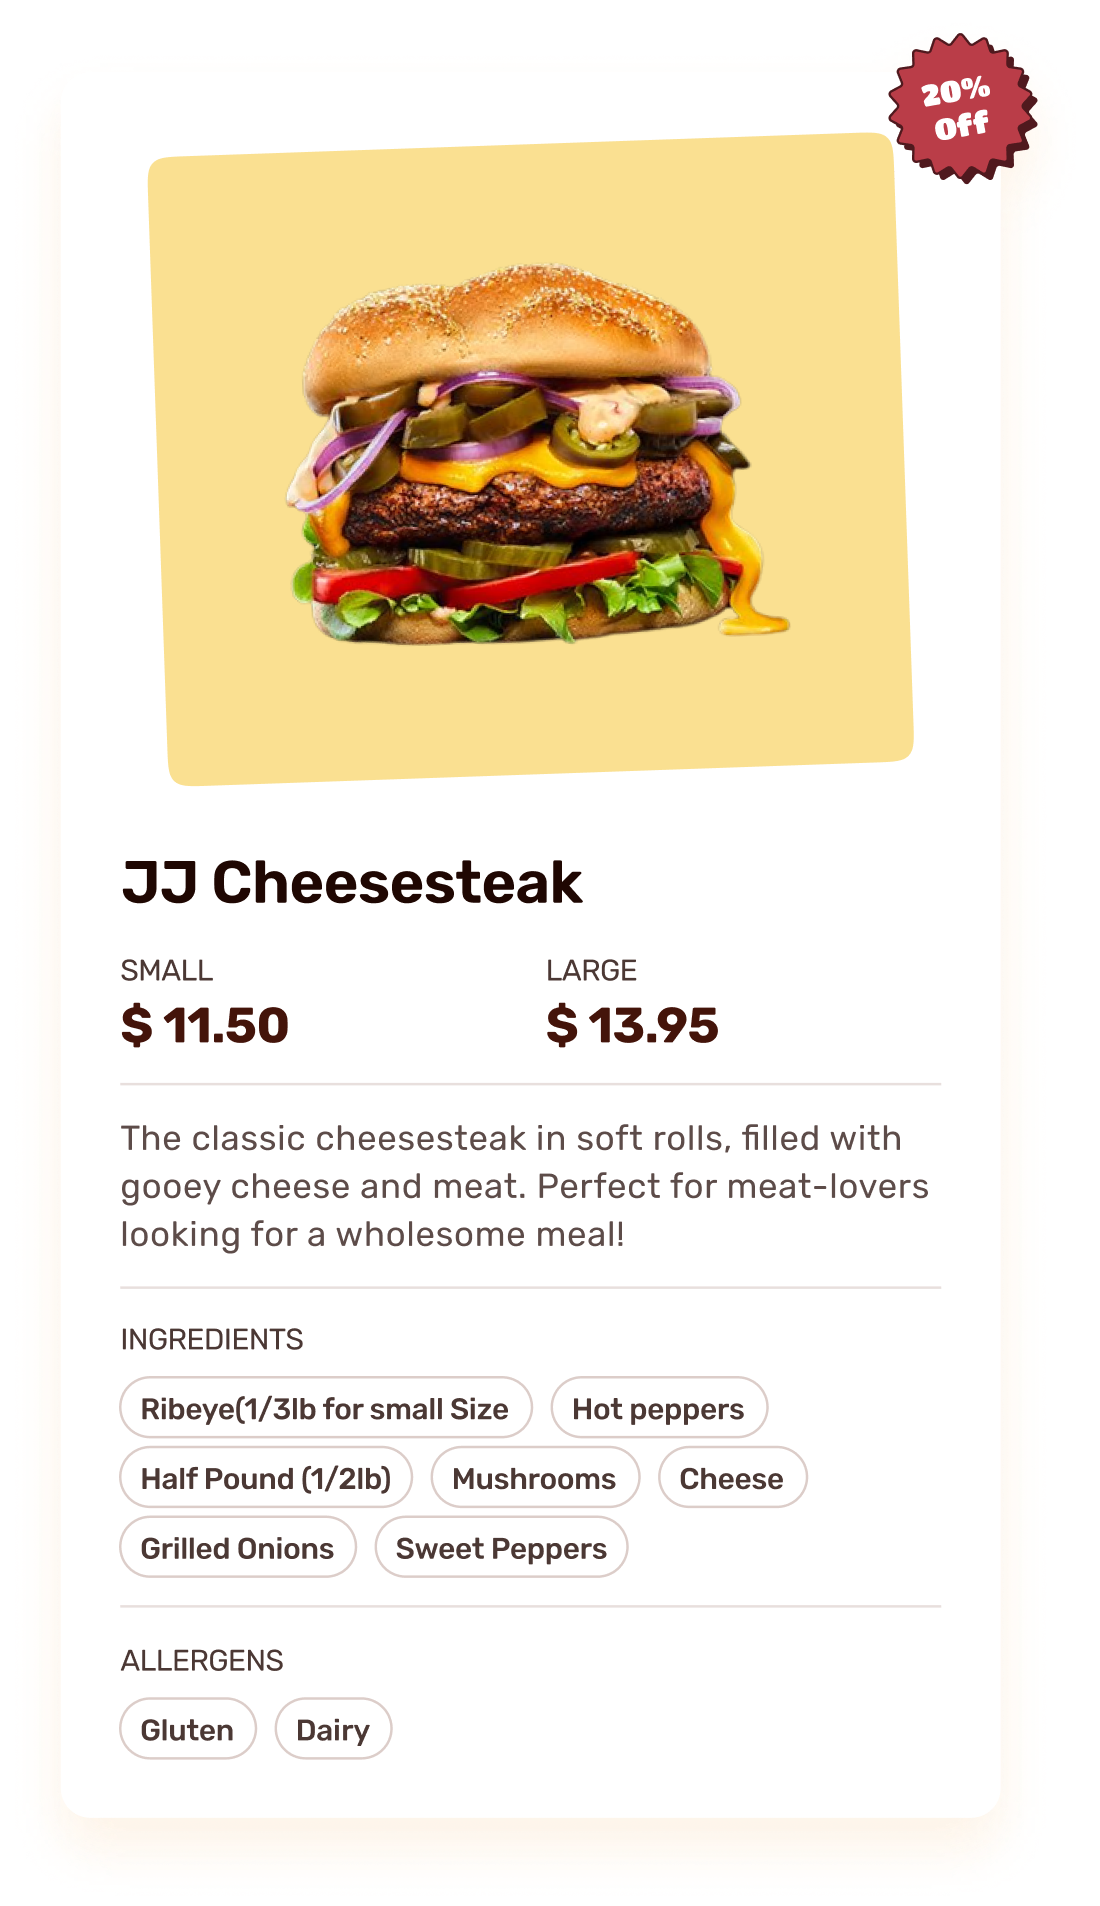 20%
Off
JJ Cheesesteak
SMALL
LARGE
$ 11.50
$ 13.95
The classic cheesesteak in soft rolls, filled with
gooey cheese and meat. Perfect for meat-lovers
looking for a wholesome meal!
INGREDIENTS
Ribeye(1/3lb for small Size
Hot peppers
Half Pound (1/2lb)
Mushrooms
Cheese
Grilled Onions
Sweet Peppers
ALLERGENS
Gluten
Dairy